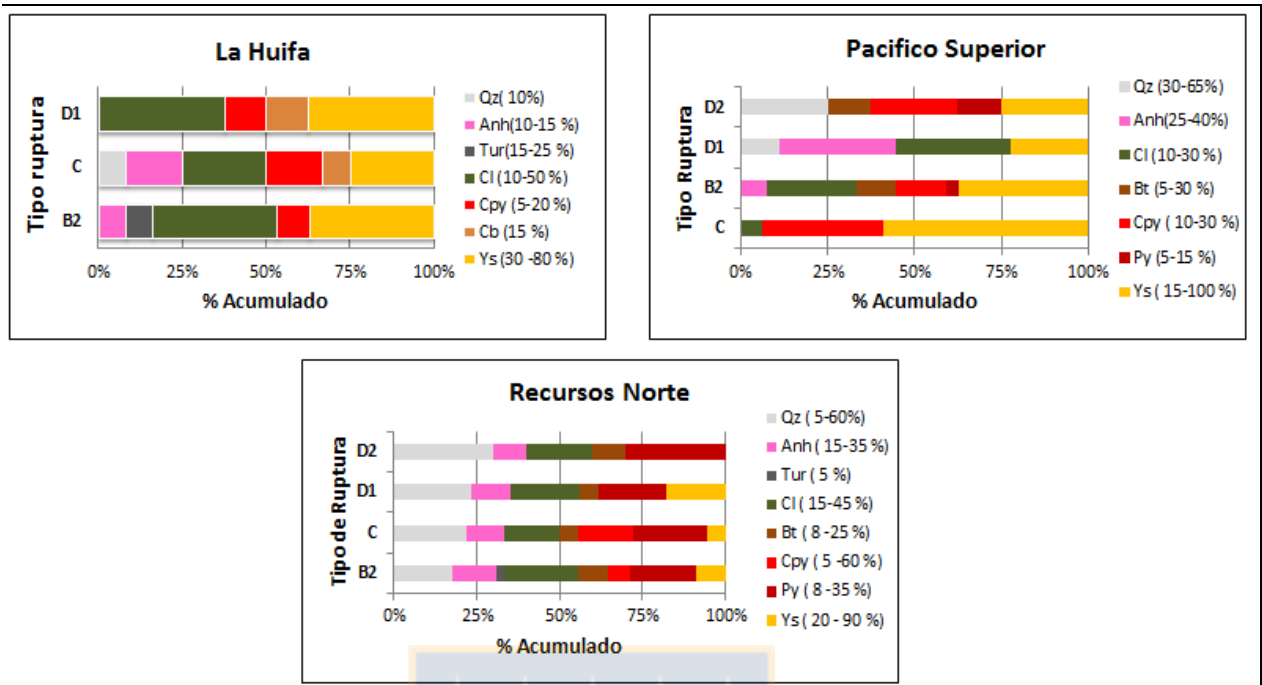 La Huifa
Tipo ruptura
D1
C
B2
0% 25% 50% 75% 100%
% Acumulado
Qz( 10%)
Anh(10-15 %)
Tur(15-25 %)
Cl (10-50 %)
Cpy (5-20 %)
Cb (15 %)
Ys (30 -80 %)
Pacifico Superior
Tipo Ruptura
D2
D1
B2
C
0% 25% 50% 75% 100%
% Acumulado
Qz (30-65%)
Anh(25-40%)
Cl (10-30 %)
Bt (5-30 %)
Cpy ( 10-30 %)
Py (5-15 %)
Ys ( 15-100 %)
Recursos Norte
Tipo de Ruptura
D2
D1
C
B2
0% 25% 50% 75% 100%
% Acumulado
Qz ( 5-60%)
Anh ( 15-35 %)
Tur ( 5 %)
Cl ( 15-45 %)
Bt ( 8 -25 %)
Cpy ( 5 -60 %)
Py ( 8 -35 %)
Ys ( 20 - 90 %)